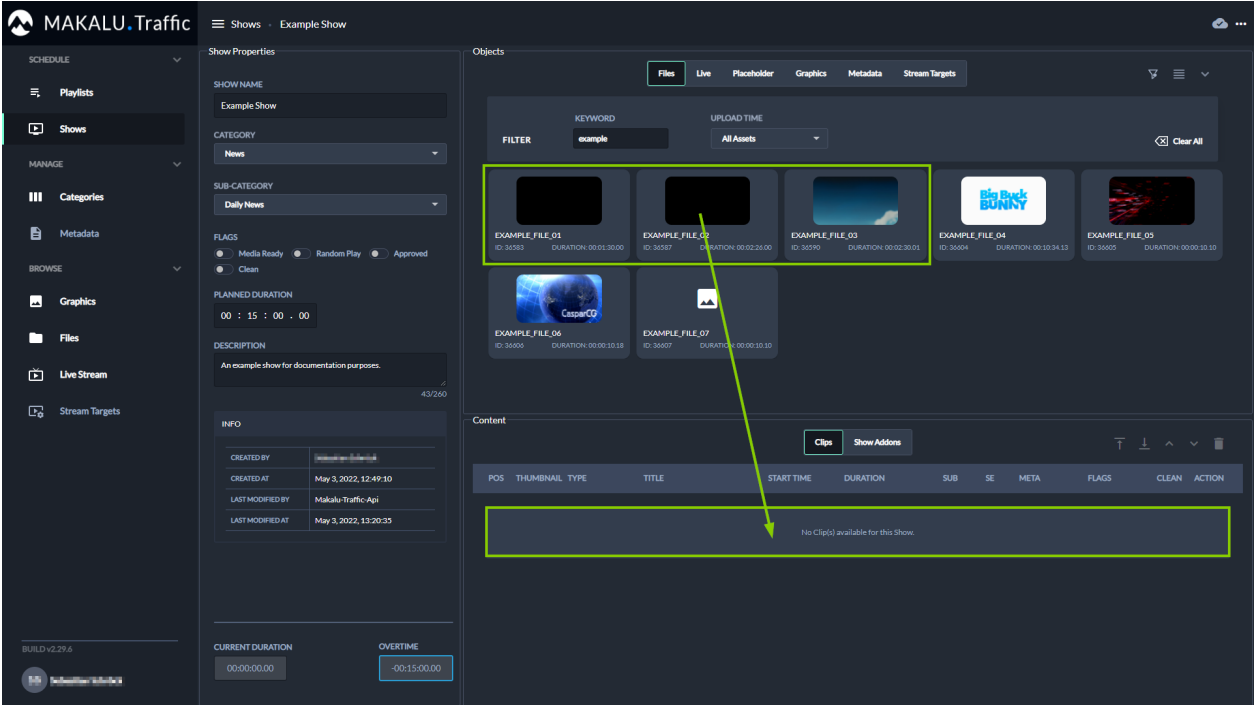 MAKALU.Traffic
Shows - Example Show
SCHEDULE
Playlists
Shows
MANAGE
Categories
Metadata
BROWSE
Graphics
Files
Live Stream
Stream Targets
BUILD v2.29.6
Show Properties
SHOW NAME
Example Show
CATEGORY
News
SUB-CATEGORY
Daily News
FLAGS
Media Ready Random Play Approved
Clean
PLANNED DURATION
00 : 15 : 00 . 00
DESCRIPTION
An example show for documentation purposes.
43/260
INFO
CREATED BY
CREATED AT May 3, 2022, 12:49:10
LAST MODIFIED BY Makalu-Traffic-Api
LAST MODIFIED AT May 3, 2022, 13:20:35
CURRENT DURATION OVERTIME
00:00:00.00 -00:15:00.00
Objects
Files Live Placeholder Graphics Metadata Stream Targets
KEYWORD UPLOAD TIME
FILTER example All Assets Clear All
EXAMPLE_FILE_01
ID: 36583 DURATION: 00:01:30.00
EXAMPLE_FILE_02
ID: 36587 DURATION: 00:02:26.00
EXAMPLE_FILE_03
ID: 36590 DURATION: 00:02:30.01
Big Buck
BUNNY
EXAMPLE_FILE_04
ID: 36604 DURATION: 00:10:34.13
EXAMPLE_FILE_05
ID: 36605 DURATION: 00:00:10.10
CasparCG
EXAMPLE_FILE_06
ID: 36606 DURATION: 00:00:10.18
EXAMPLE_FILE_07
ID: 36607 DURATION: 00:00:10.10
Content
Clips Show Addons
POS THUMBNAIL TYPE TITLE START TIME DURATION SUB SE META FLAGS CLEAN ACTION
No Clip(s) available for this Show.